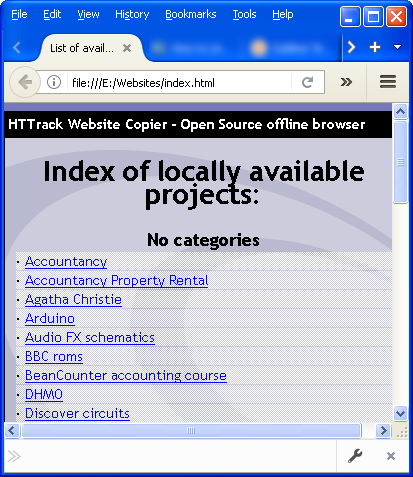 File Edit View History Bookmarks Tools Help
List of avail...
file:///E:/Websites/index.html
HTTrack Website Copier - Open Source offline browser
Index of locally available
projects:
No categories
· Accountancy
· Accountancy Property Rental
· Agatha Christie
· Arduino
· Audio FX schematics
· BBC roms
· BeanCounter accounting course
· DHMO
· Discover circuits